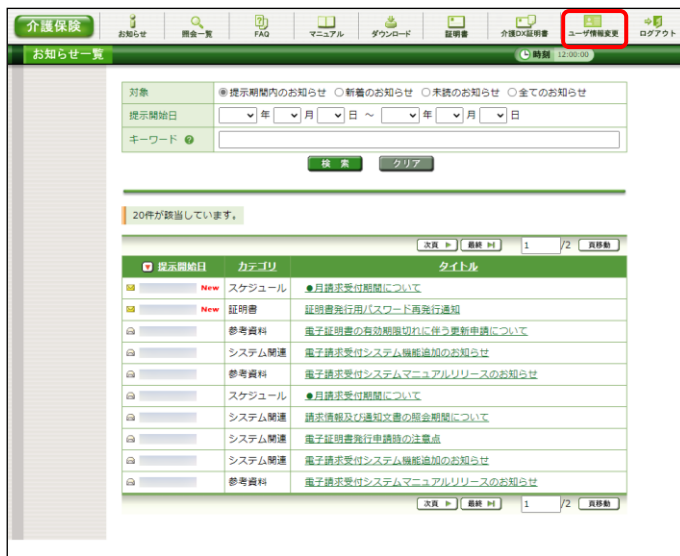 介護保険
お知らせ 照会一覧 FAQ マニュアル ダウンロード 証明書 介護DX証明書 ユーザ情報変更 ログアウト
お知らせ一覧 時刻 12:00:00
対象 提示期間内のお知らせ 新着のお知らせ 未読のお知らせ 全てのお知らせ
提示開始日 年 月 日 ～ 年 月 日
キーワード ?
検 索 クリア
20件が該当しています。
次頁 最終 1 /2 頁移動
提示開始日 カテゴリ タイトル
New スケジュール ●月請求受付期間について
New 証明書 証明書発行用パスワード再発行通知
参考資料 電子証明書の有効期限切れに伴う更新申請について
システム関連 電子請求受付システム機能追加のお知らせ
参考資料 電子請求受付システムマニュアルリリースのお知らせ
スケジュール ●月請求受付期間について
システム関連 請求情報及び通知文書の照会期間について
システム関連 電子証明書発行申請時の注意点
システム関連 電子請求受付システム機能追加のお知らせ
参考資料 電子請求受付システムマニュアルリリースのお知らせ
次頁 最終 1 /2 頁移動